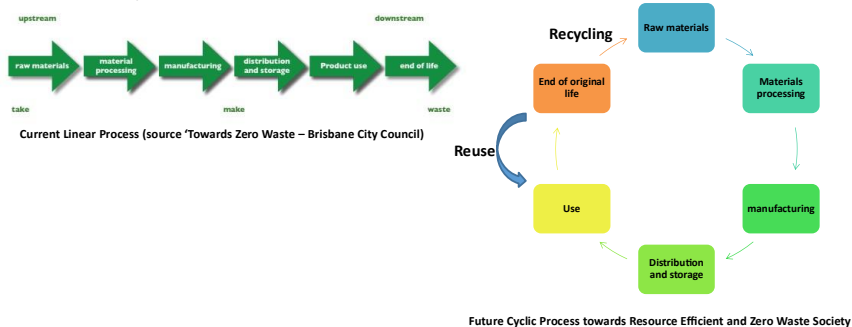 upstream
downstream
raw materials
material
processing
manufacturing
distribution
and storage
Product use
end of life
take
make
waste
Current Linear Process (source ‘Towards Zero Waste – Brisbane City Council)
Recycling
Raw materials
Materials
processing
manufacturing
Distribution
and storage
Use
End of original
life
Reuse
Future Cyclic Process towards Resource Efficient and Zero Waste Society